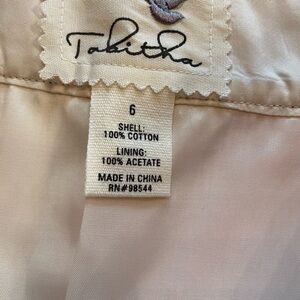 Tabitha
6
SHELL:
100% COTTON
LINING:
100% ACETATE
MADE IN CHINA
RN#98544